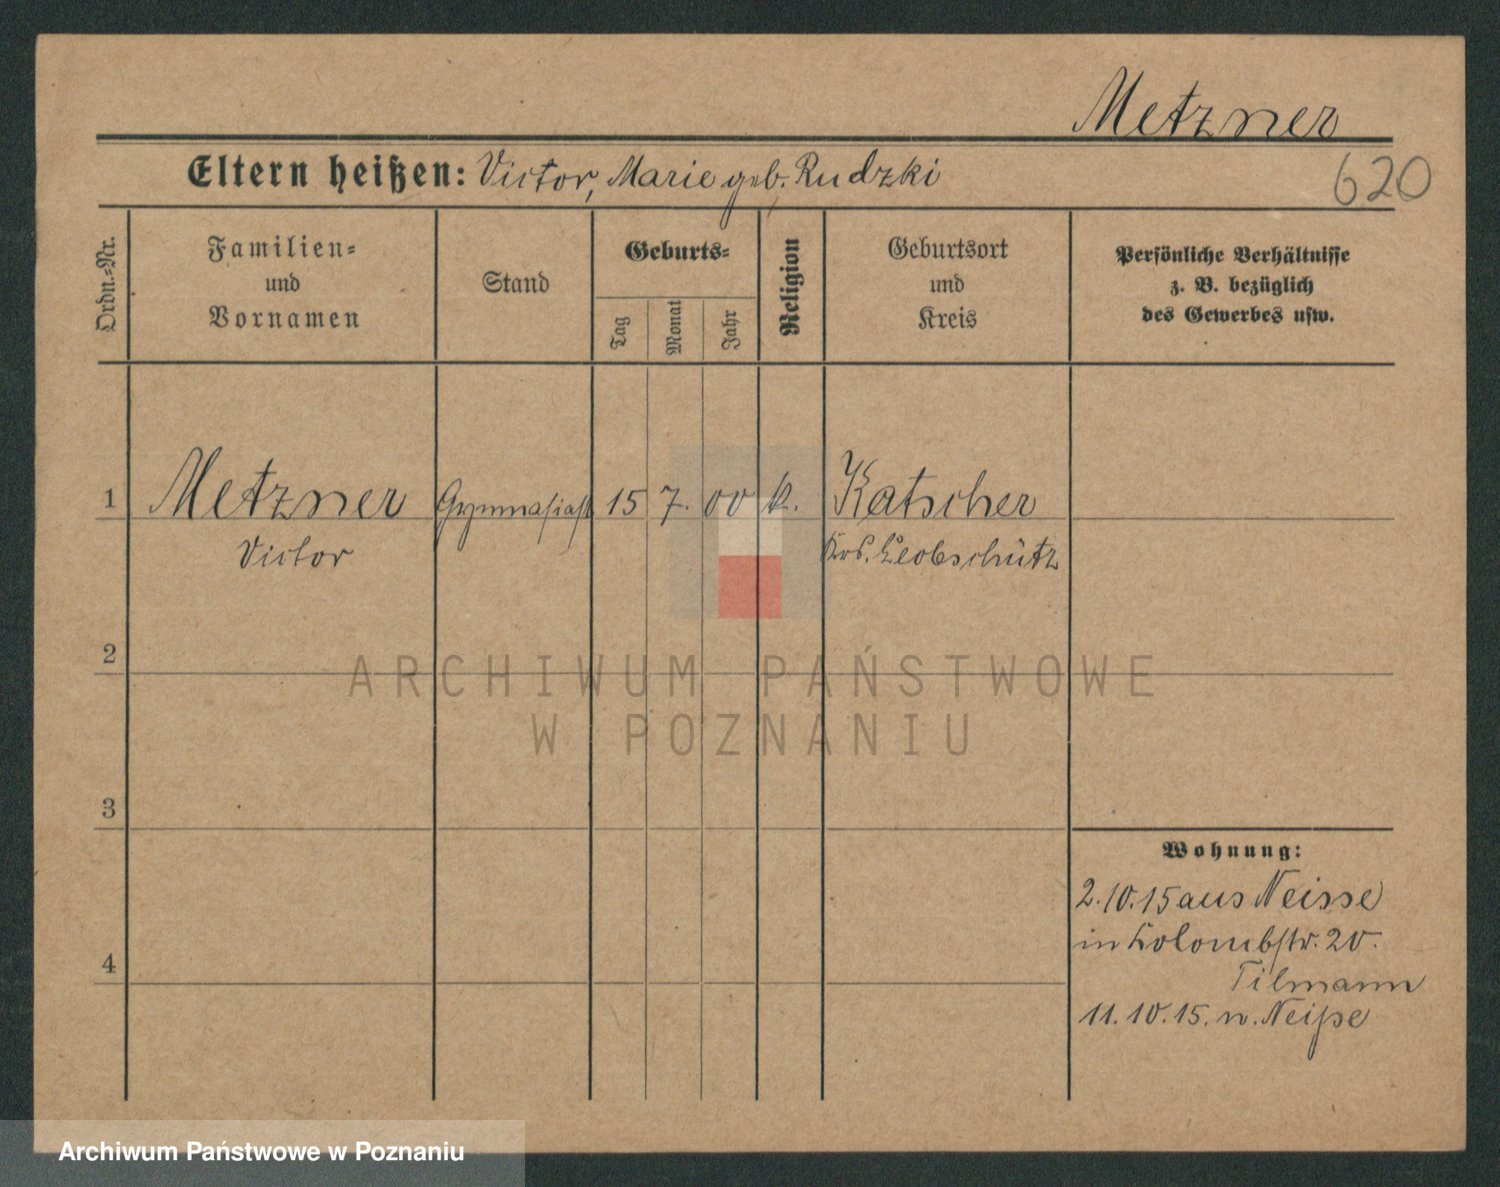 Metzner
Eltern heißen: Victor, Marie geb. Rudzki
620
Ordn.-Nr.
Familien-
und
Vornamen
Stand
Geburts-
Tag
Monat
Jahr
Religion
Geburtsort
und
Kreis
Persönliche Verhältnisse
z. B. bezüglich
des Gewerbes usw.
1 Metzner Gymnasiast 15 7. 00 k. Katscher
Victor Krs. Leobschütz
2
ARCHIWUM PAŃSTWOWE
W POZNANIU
3
Wohnung:
2.10.15 aus Neisse
in Kolombstr. 20.
4
Tilmann
11.10.15. n. Neiße
Archiwum Państwowe w Poznaniu